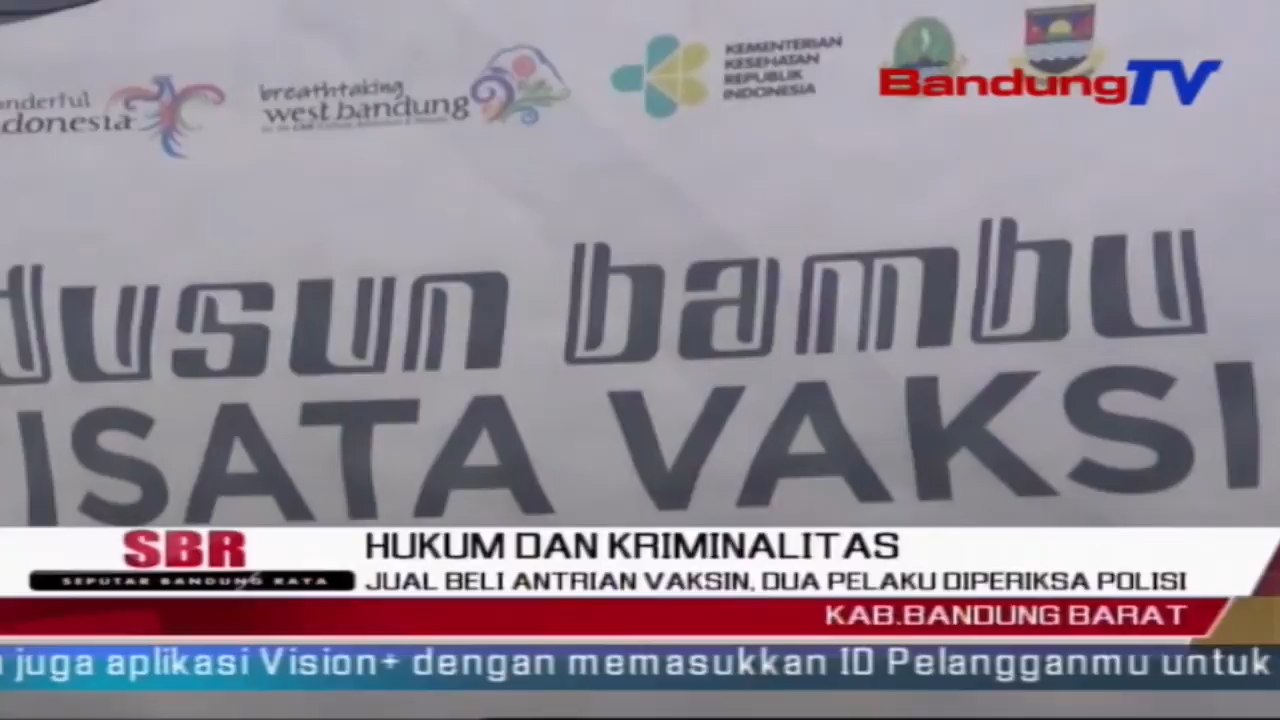 onderful
donesia
breathtaking
west bandung
KEMENTERIAN
KESEHATAN
REPUBLIK
INDONESIA
BandungTV
dusun bambu
ISATA VAKSI
SBR
SEPUTAR BANDUNG RAYA
HUKUM DAN KRIMINALITAS
JUAL BELI ANTRIAN VAKSIN, DUA PELAKU DIPERIKSA POLISI
KAB.BANDUNG BARAT
juga aplikasi Vision+ dengan memasukkan ID Pelangganmu untuk